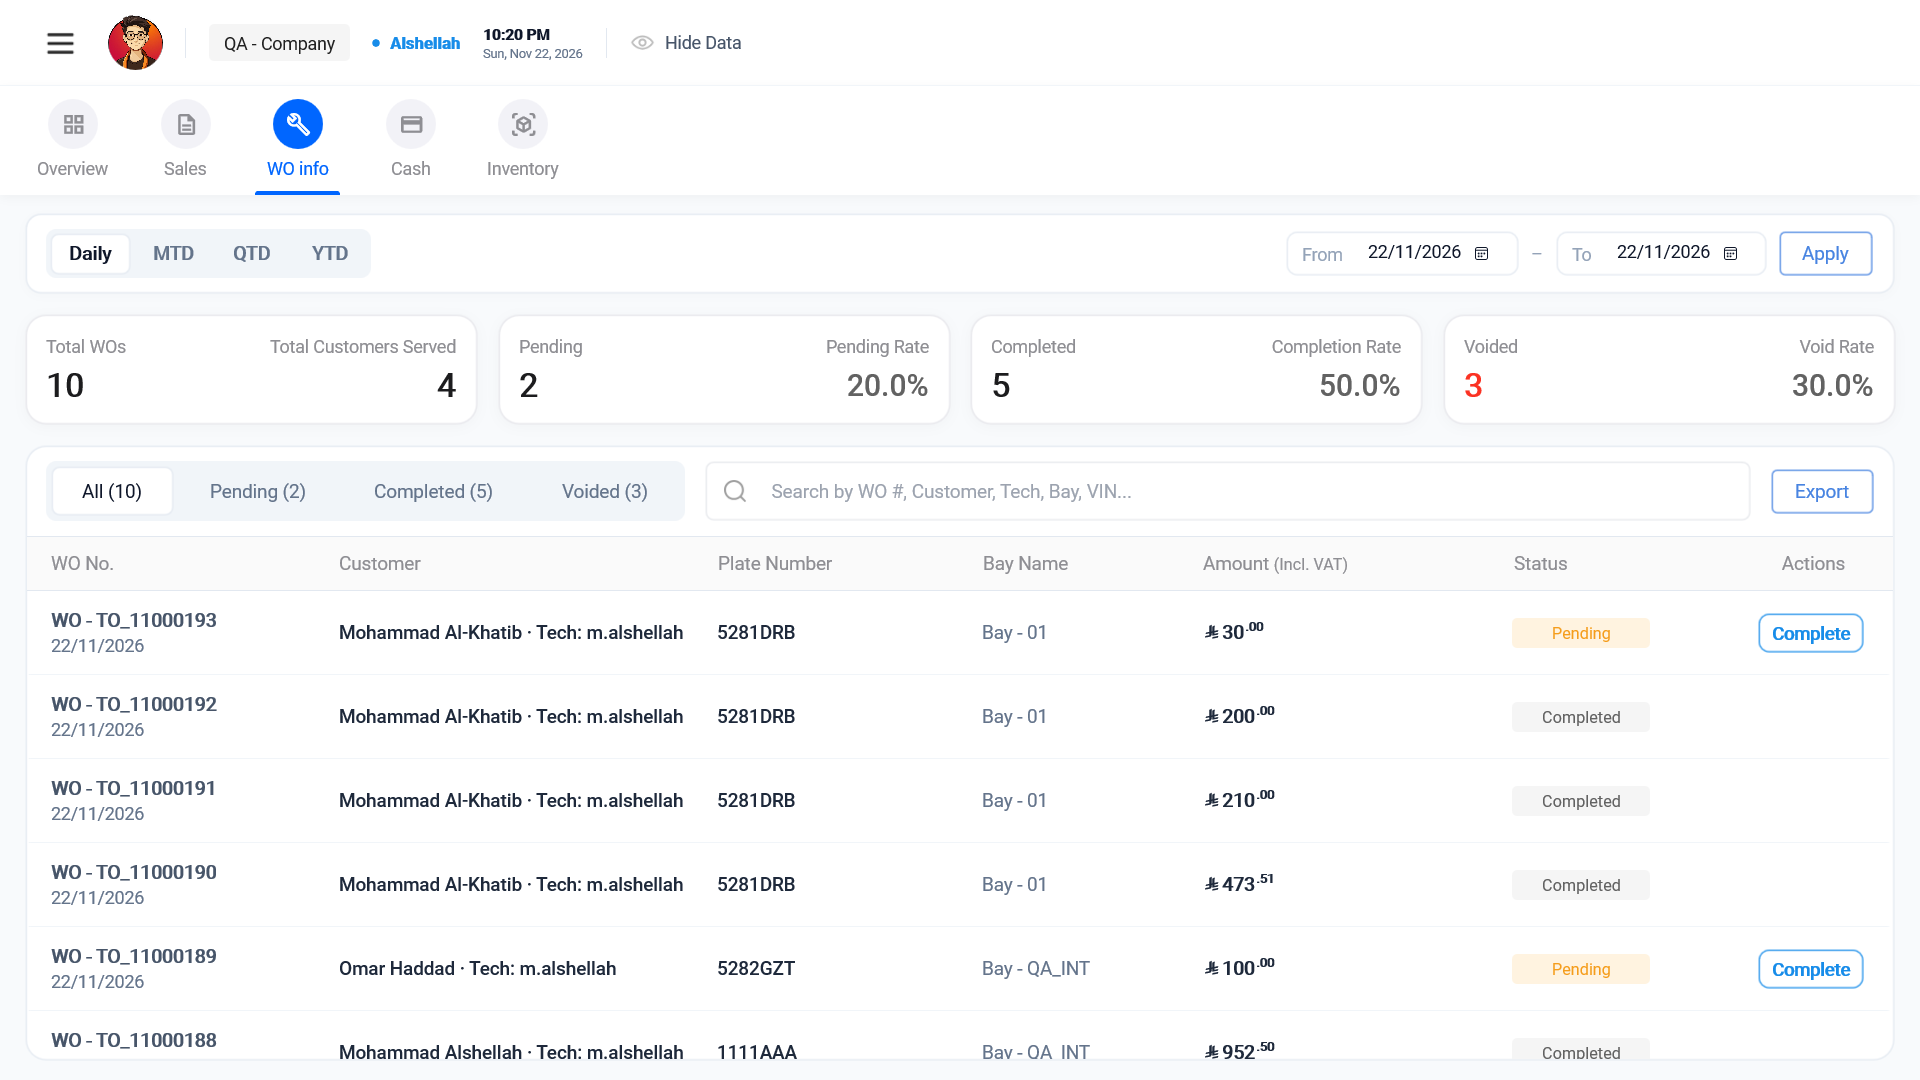 QA - Company
Alshellah
10:20 PM
Sun, Nov 22, 2026
Hide Data
Overview
Sales
WO info
Cash
Inventory
Daily
MTD
QTD
YTD
From 22/11/2026
–
To 22/11/2026
Apply
Total WOs
10
Total Customers Served
4
Pending
2
Pending Rate
20.0%
Completed
5
Completion Rate
50.0%
Voided
3
Void Rate
30.0%
All (10)
Pending (2)
Completed (5)
Voided (3)
Search by WO #, Customer, Tech, Bay, VIN...
Export
WO No. Customer Plate Number Bay Name Amount (Incl. VAT) Status Actions
WO - TO_11000193
22/11/2026
Mohammad Al-Khatib · Tech: m.alshellah 5281DRB Bay - 01 30.00 Pending Complete
WO - TO_11000192
22/11/2026
Mohammad Al-Khatib · Tech: m.alshellah 5281DRB Bay - 01 200.00 Completed
WO - TO_11000191
22/11/2026
Mohammad Al-Khatib · Tech: m.alshellah 5281DRB Bay - 01 210.00 Completed
WO - TO_11000190
22/11/2026
Mohammad Al-Khatib · Tech: m.alshellah 5281DRB Bay - 01 473.51 Completed
WO - TO_11000189
22/11/2026
Omar Haddad · Tech: m.alshellah 5282GZT Bay - QA_INT 100.00 Pending Complete
WO - TO_11000188
Mohammad Alshellah · Tech: m.alshellah 1111AAA Bay - QA_INT 952.50 Completed